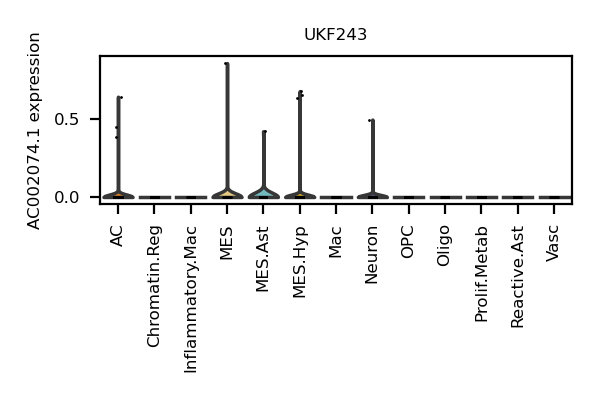 UKF243
AC002074.1 expression
0.5
0.0
AC
Chromatin.Reg
Inflammatory.Mac
MES
MES.Ast
MES.Hyp
Mac
Neuron
OPC
Oligo
Prolif.Metab
Reactive.Ast
Vasc